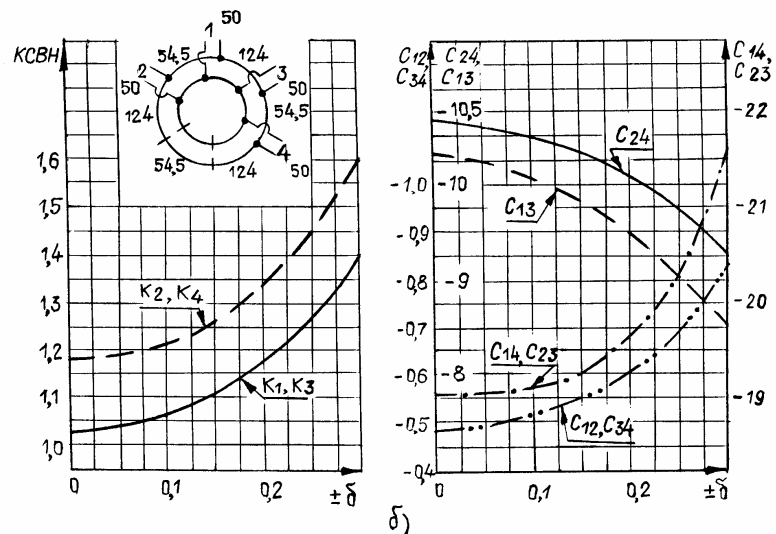 КСВН
1,6
1,5
1,4
1,3
1,2
1,1
1,0
0
0,1
0,2
±δ
K2, K4
K1, K3
50
1
54,5
124
2
3
50
50
124
54,5
54,5
4
124
50
C12, C24,
C34 C13
-10,5
-1,0 -10
-0,9
-0,8 -9
-0,7
-0,6 -8
-0,5
-0,4
C14,
C23
-22
-21
-20
-19
C24
C13
C14, C23
C12, C34
0
0,1
0,2
±δ
б)